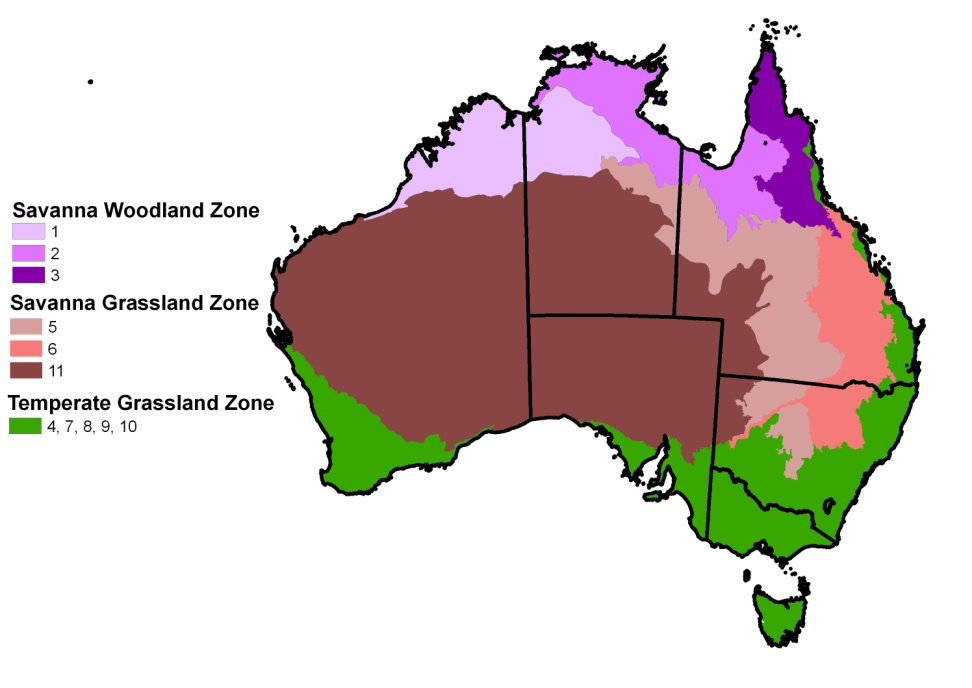 Savanna Woodland Zone
1
2
3
Savanna Grassland Zone
5
6
11
Temperate Grassland Zone
4, 7, 8, 9, 10